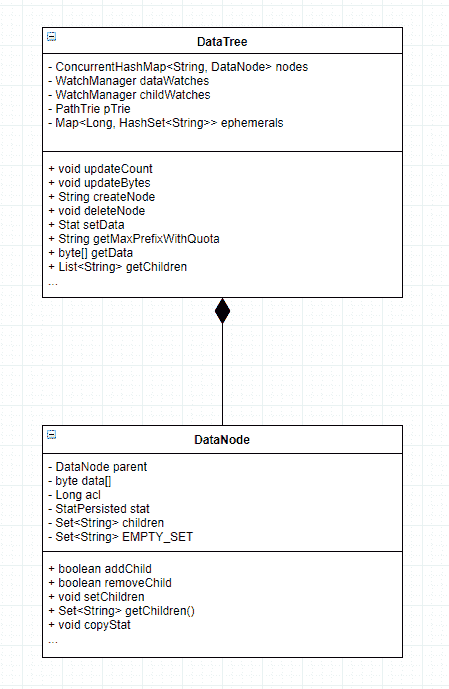 DataTree
- ConcurrentHashMap<String, DataNode> nodes
- WatchManager dataWatches
- WatchManager childWatches
- PathTrie pTrie
- Map<Long, HashSet<String>> ephemerals
+ void updateCount
+ void updateBytes
+ String createNode
+ void deleteNode
+ Stat setData
+ String getMaxPrefixWithQuota
+ byte[] getData
+ List<String> getChildren
...
DataNode
- DataNode parent
- byte data[]
- Long acl
- StatPersisted stat
- Set<String> children
- Set<String> EMPTY_SET
+ boolean addChild
+ boolean removeChild
+ void setChildren
+ Set<String> getChildren()
+ void copyStat
...